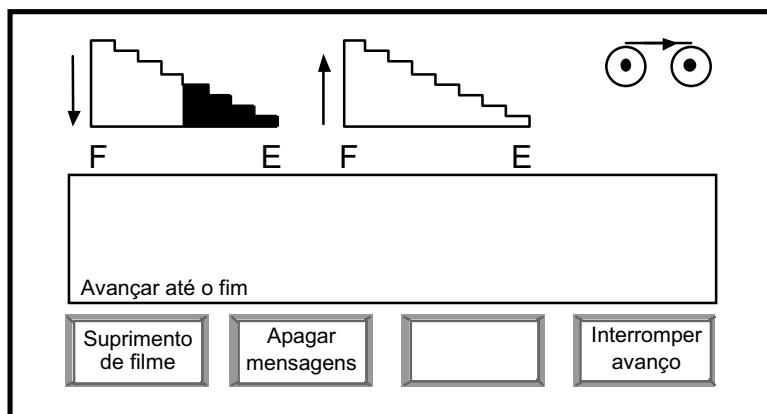 F E F E
Avançar até o fim
Suprimento
de filme
Apagar
mensagens
Interromper
avanço